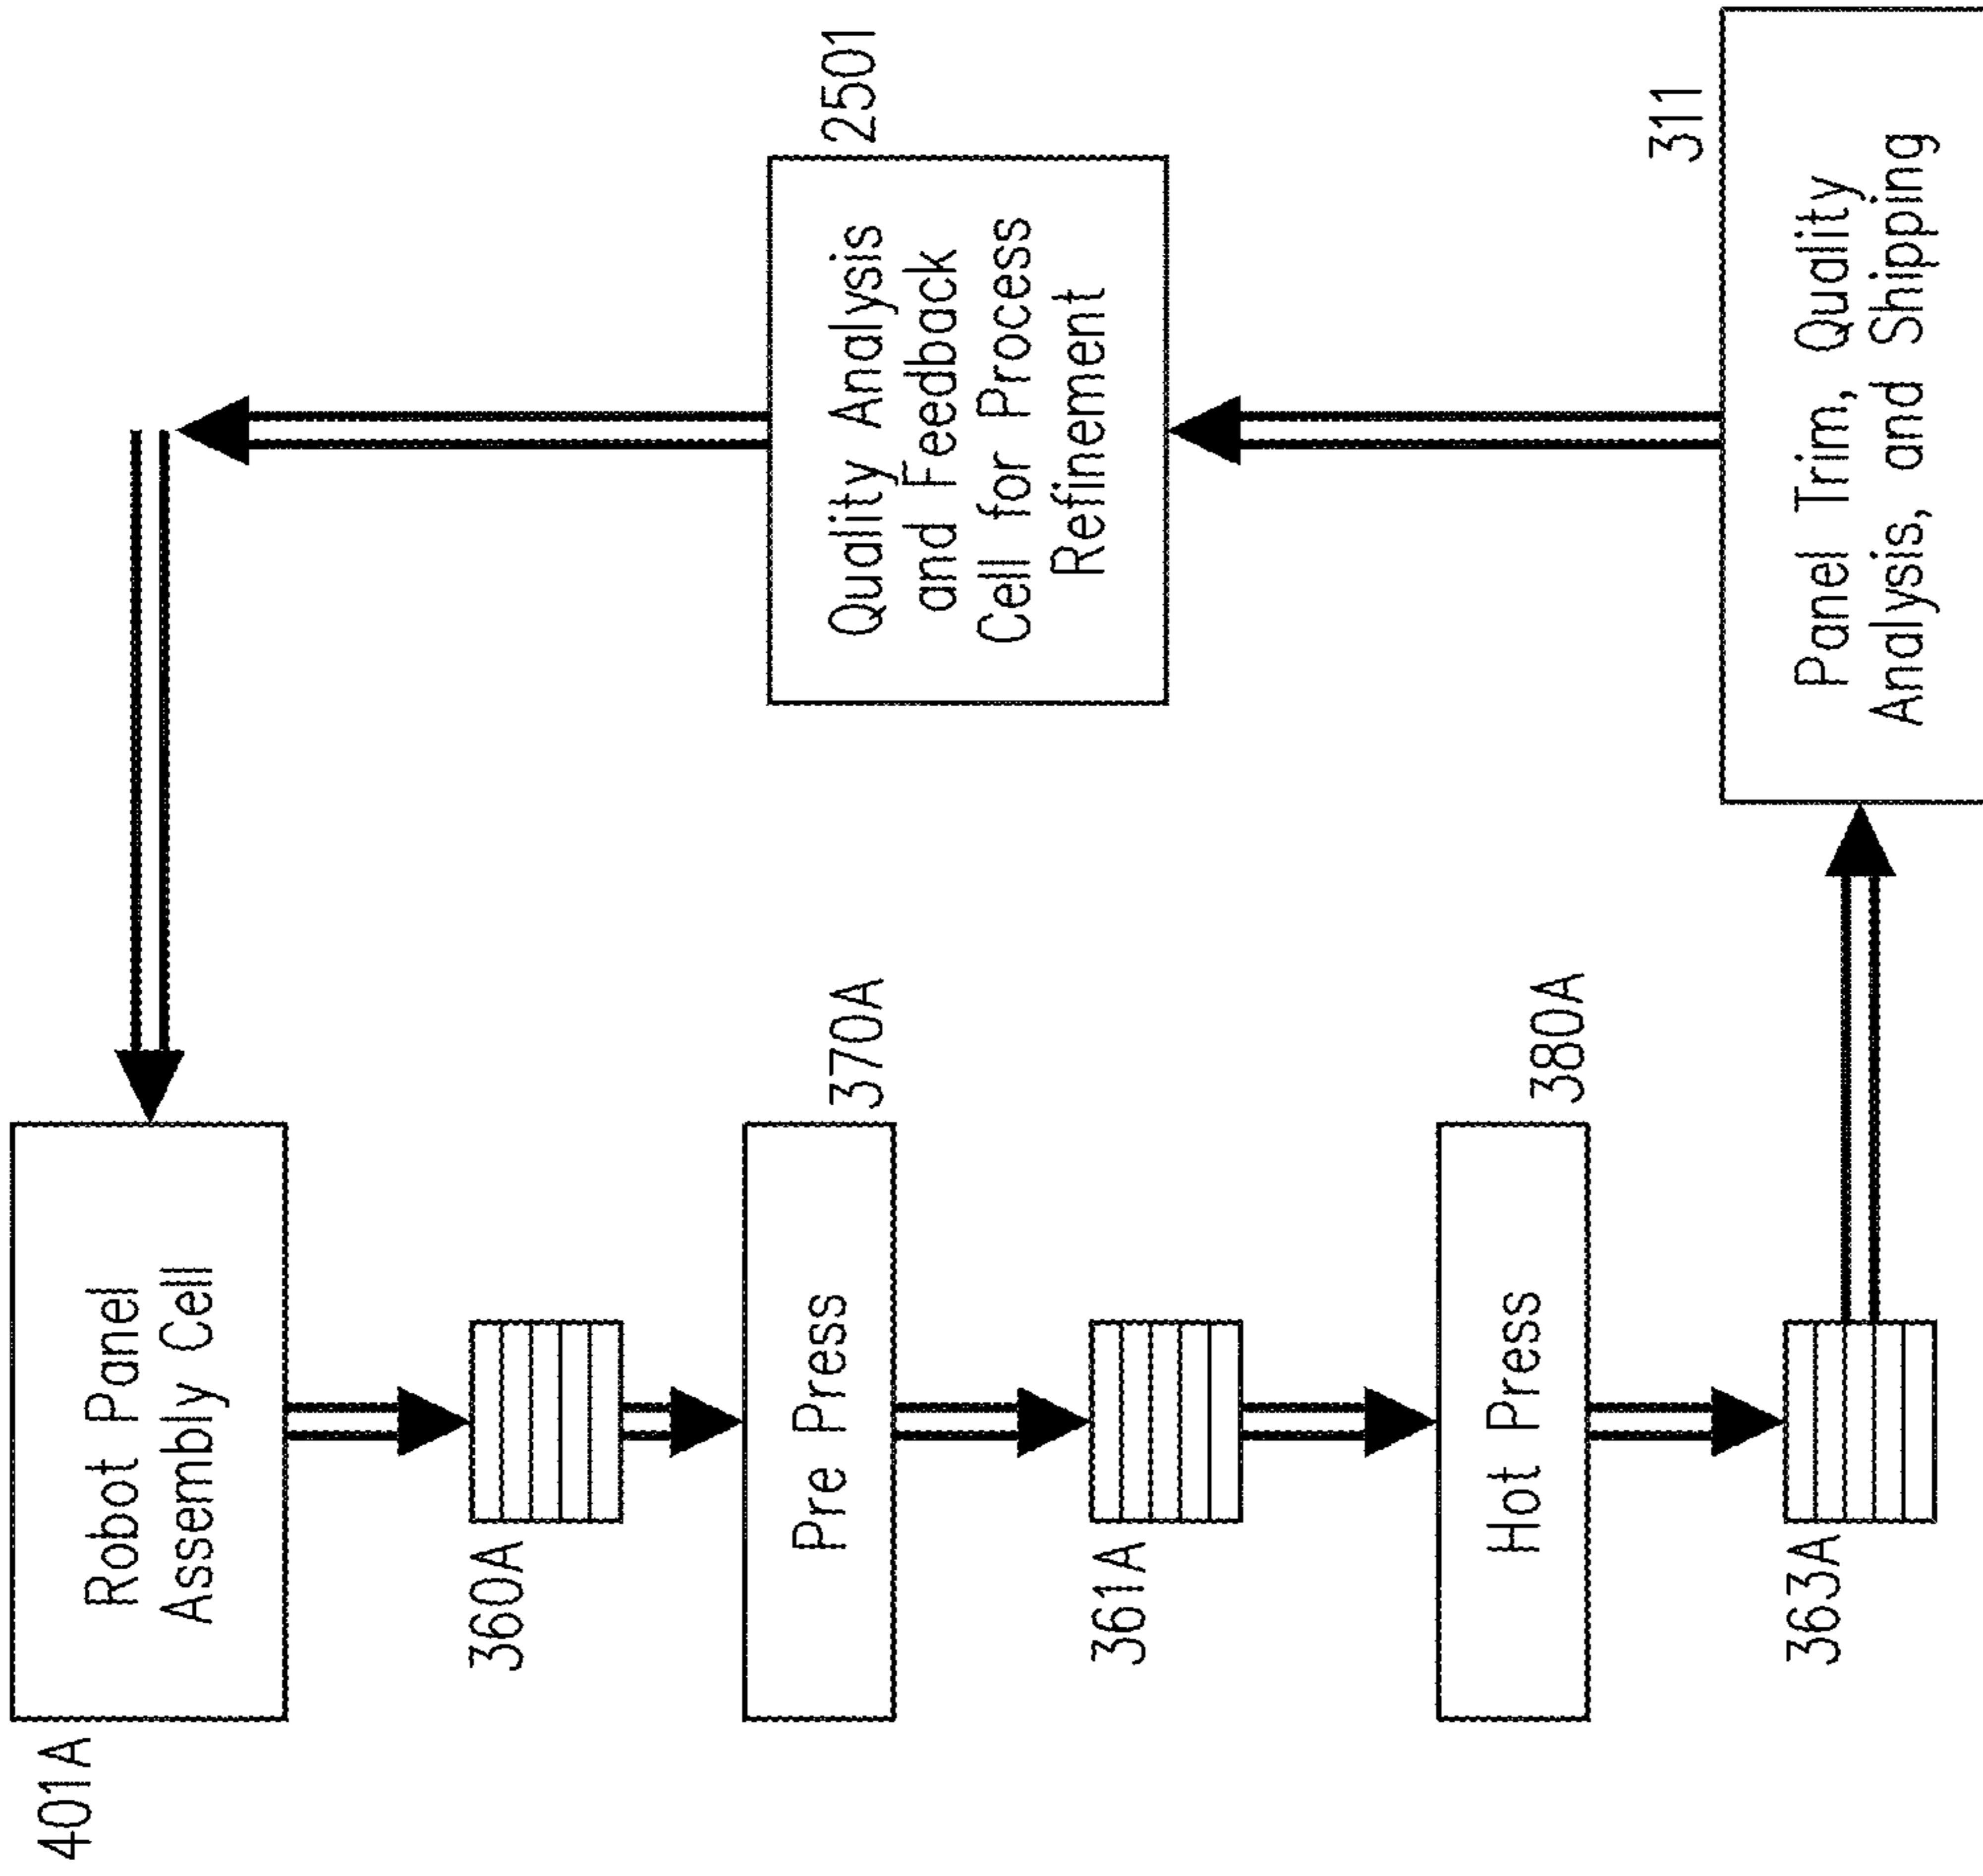 401A
Robot Panel
Assembly Cell
360A
370A
Pre Press
361A
380A
Hot Press
363A
311
Panel Trim, Quality
Analysis, and Shipping
2501
Quality Analysis
and Feedback
Cell for Process
Refinement